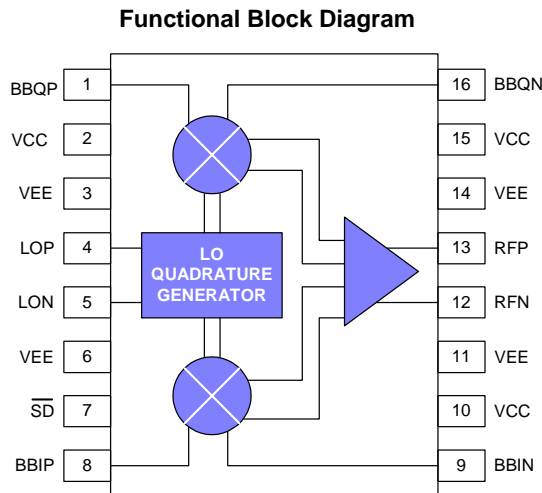 Functional Block Diagram
BBQP 1 16 BBQN
VCC 2 15 VCC
VEE 3 14 VEE
LOP 4 LO 13 RFP
QUADRATURE
LON 5 GENERATOR 12 RFN
VEE 6 11 VEE
S̅D̅ 7 10 VCC
BBIP 8 9 BBIN